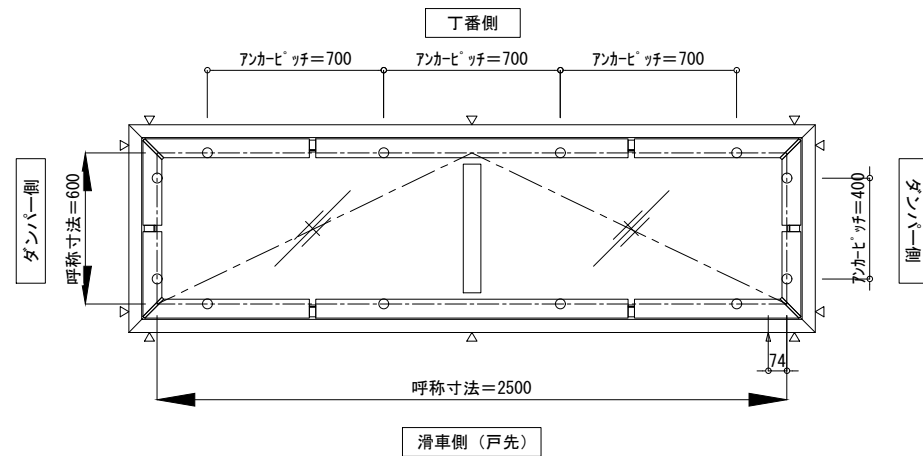 丁番側
アンカーピッチ=700
アンカーピッチ=700
アンカーピッチ=700
ダンパー側
呼称寸法=600
アンカーピッチ=400
ダンパー側
74
呼称寸法=2500
滑車側(戸先)